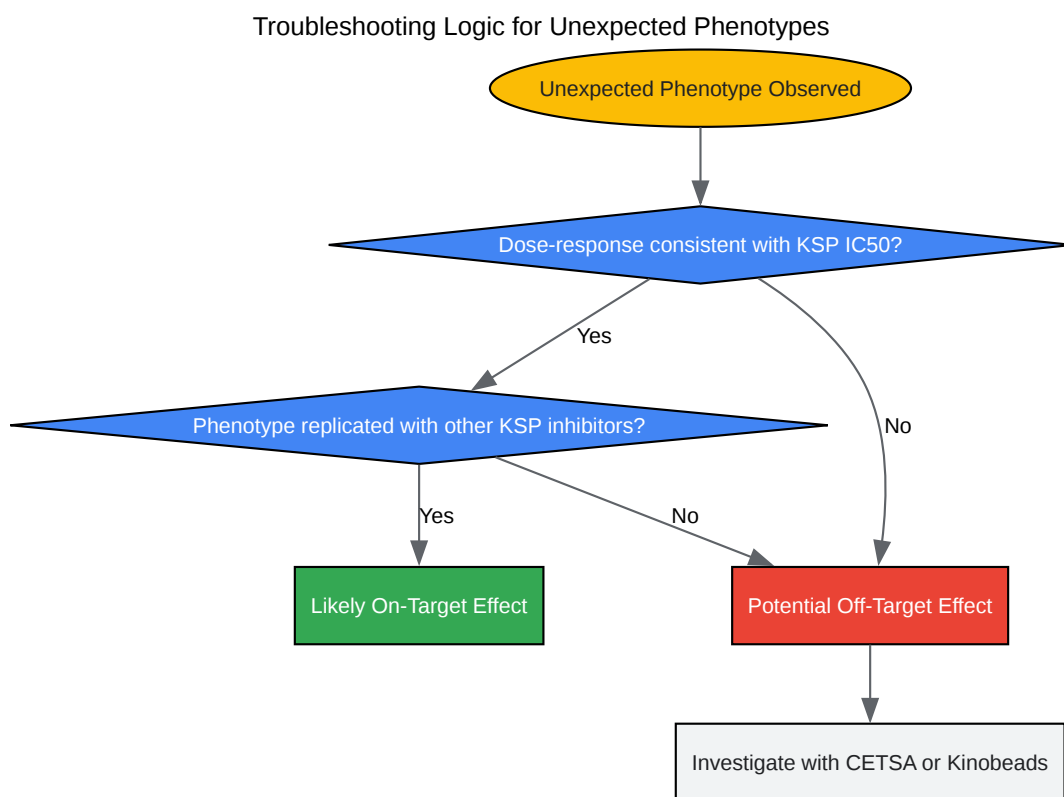 Troubleshooting Logic for Unexpected Phenotypes
Unexpected Phenotype Observed
Dose-response consistent with KSP IC50?
Yes
No
Phenotype replicated with other KSP inhibitors?
Yes
No
Likely On-Target Effect
Potential Off-Target Effect
Investigate with CETSA or Kinobeads